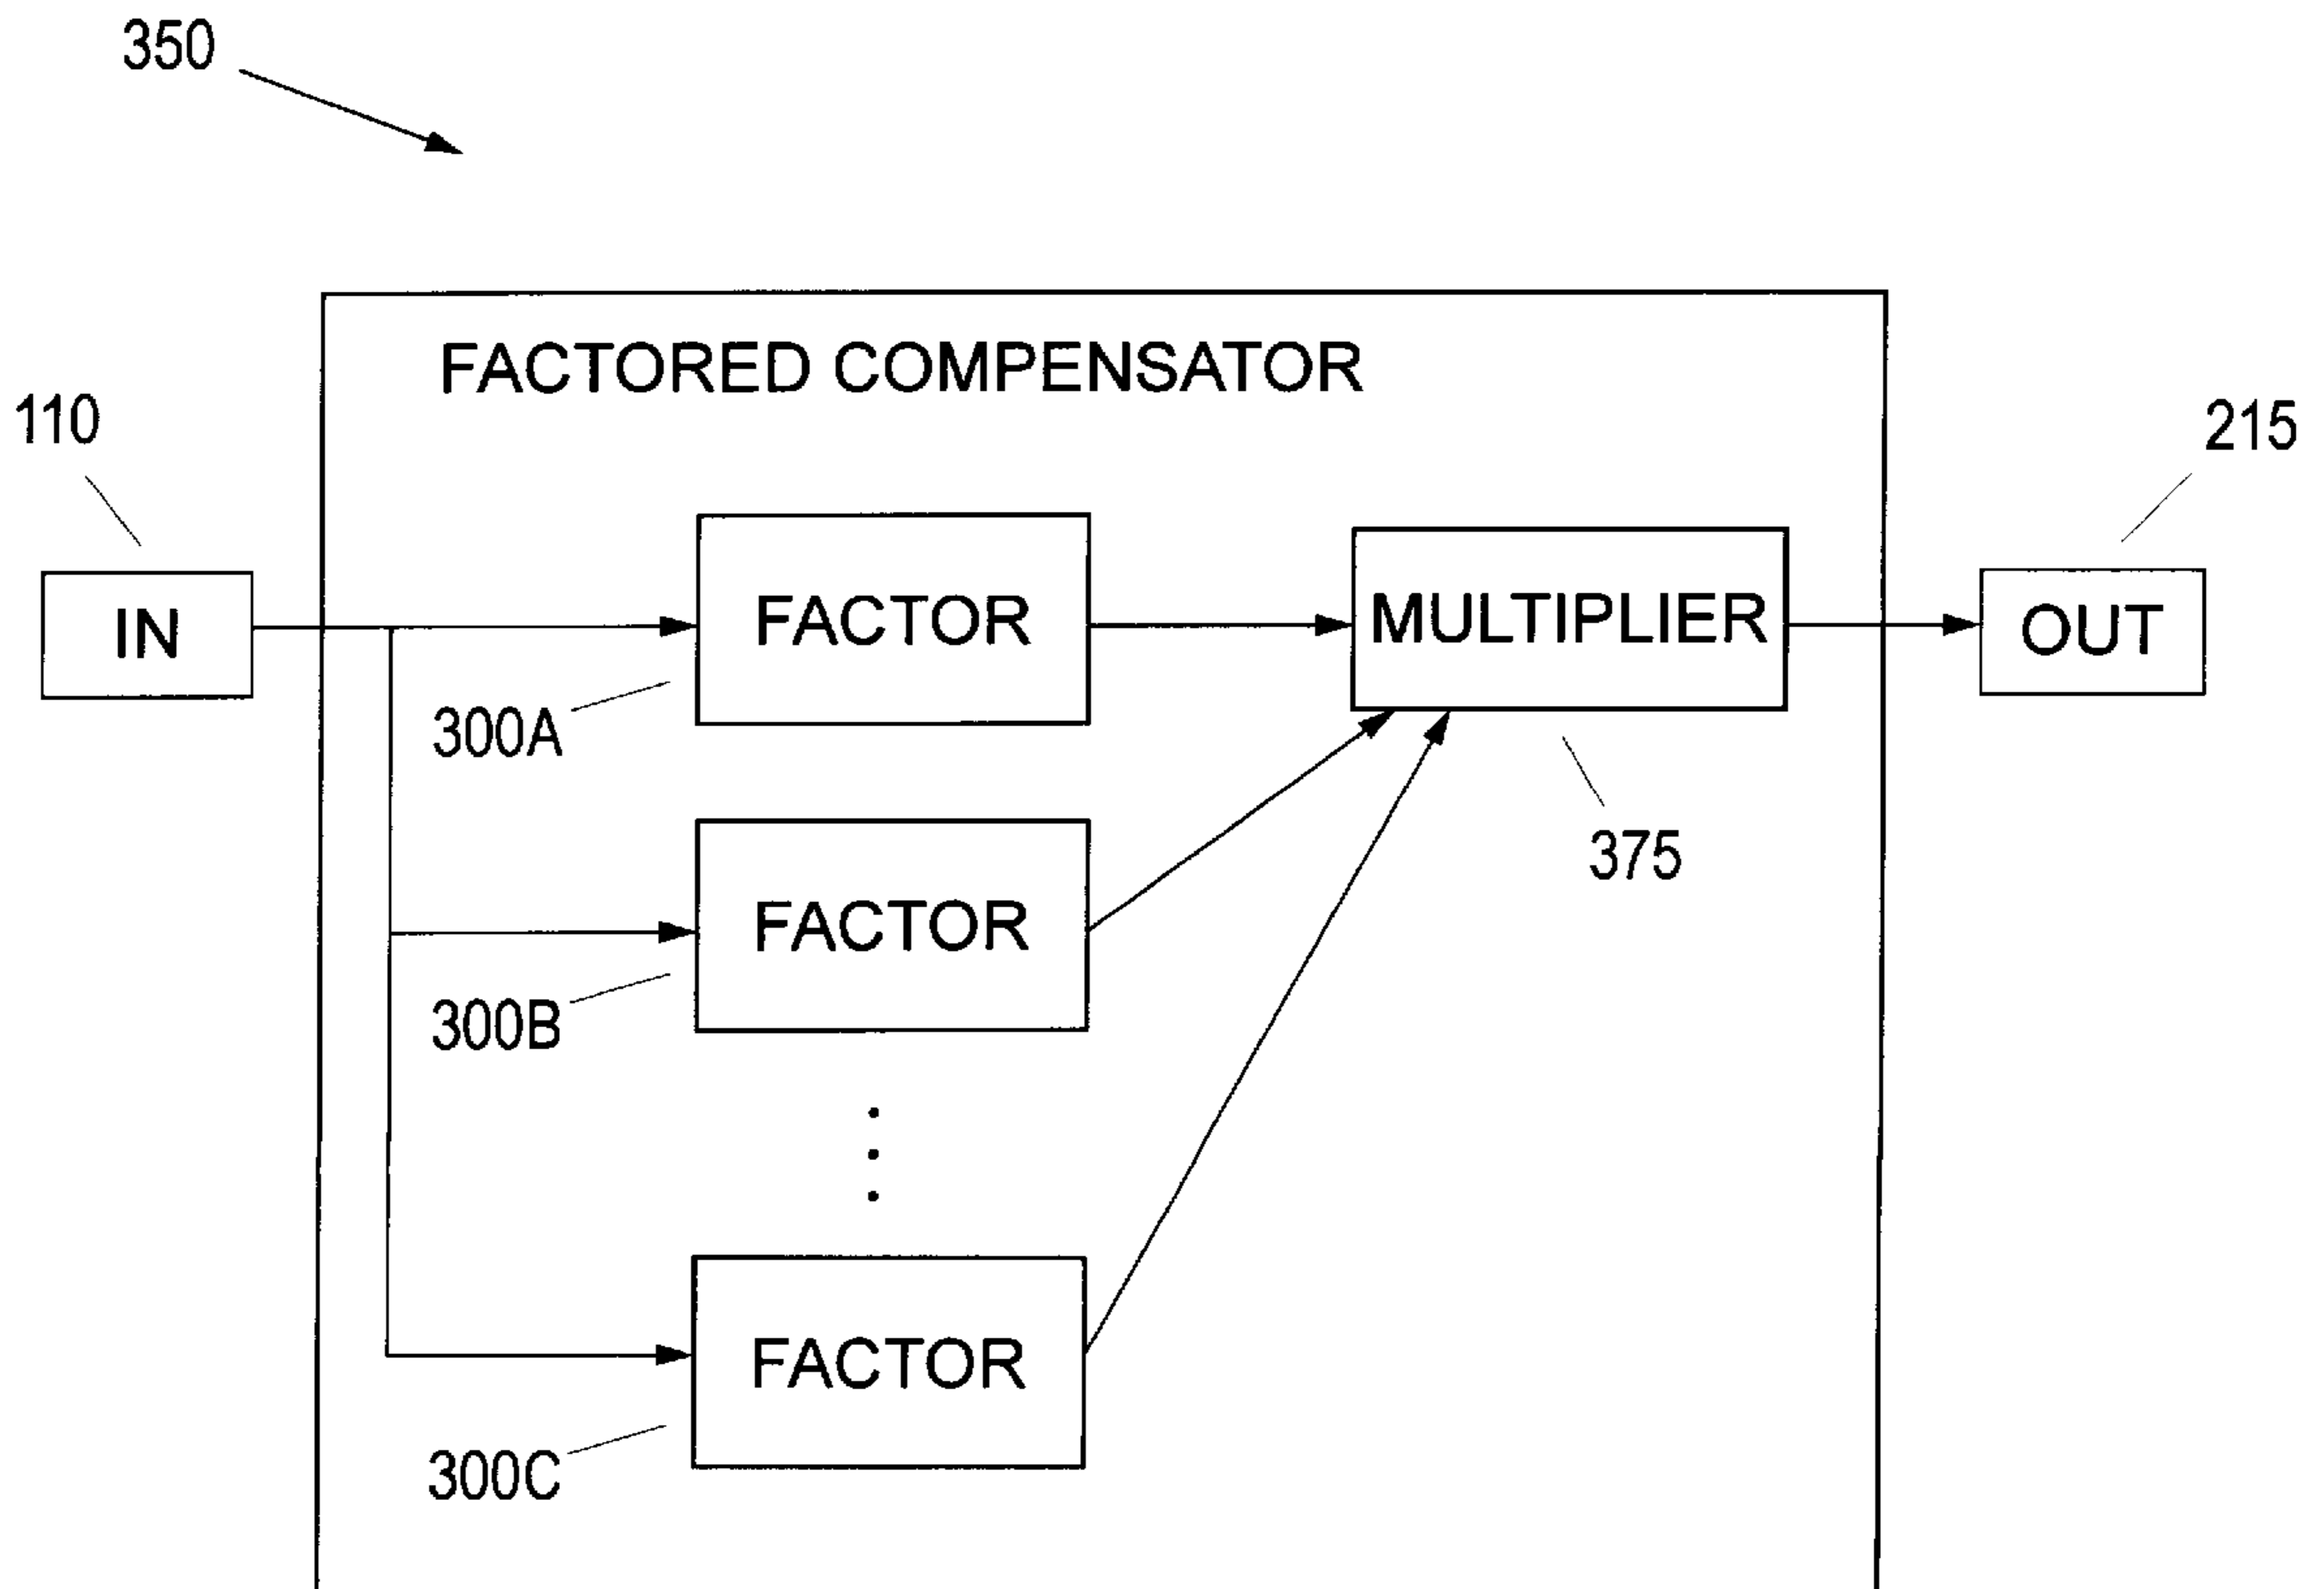 350
FACTORED COMPENSATOR
110
215
IN
FACTOR
MULTIPLIER
OUT
300A
375
FACTOR
300B
FACTOR
300C